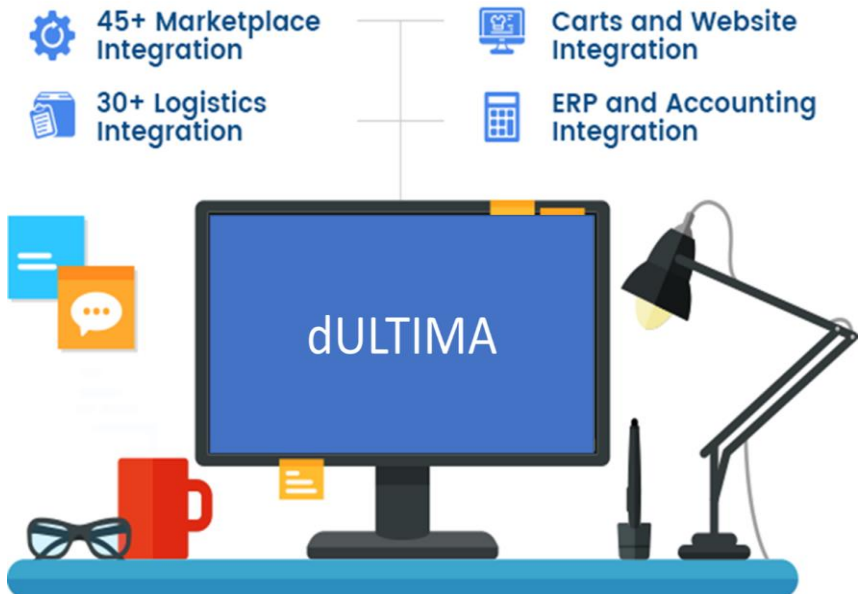 45+ Marketplace
Integration
Carts and Website
Integration
30+ Logistics
Integration
ERP and Accounting
Integration
dULTIMA